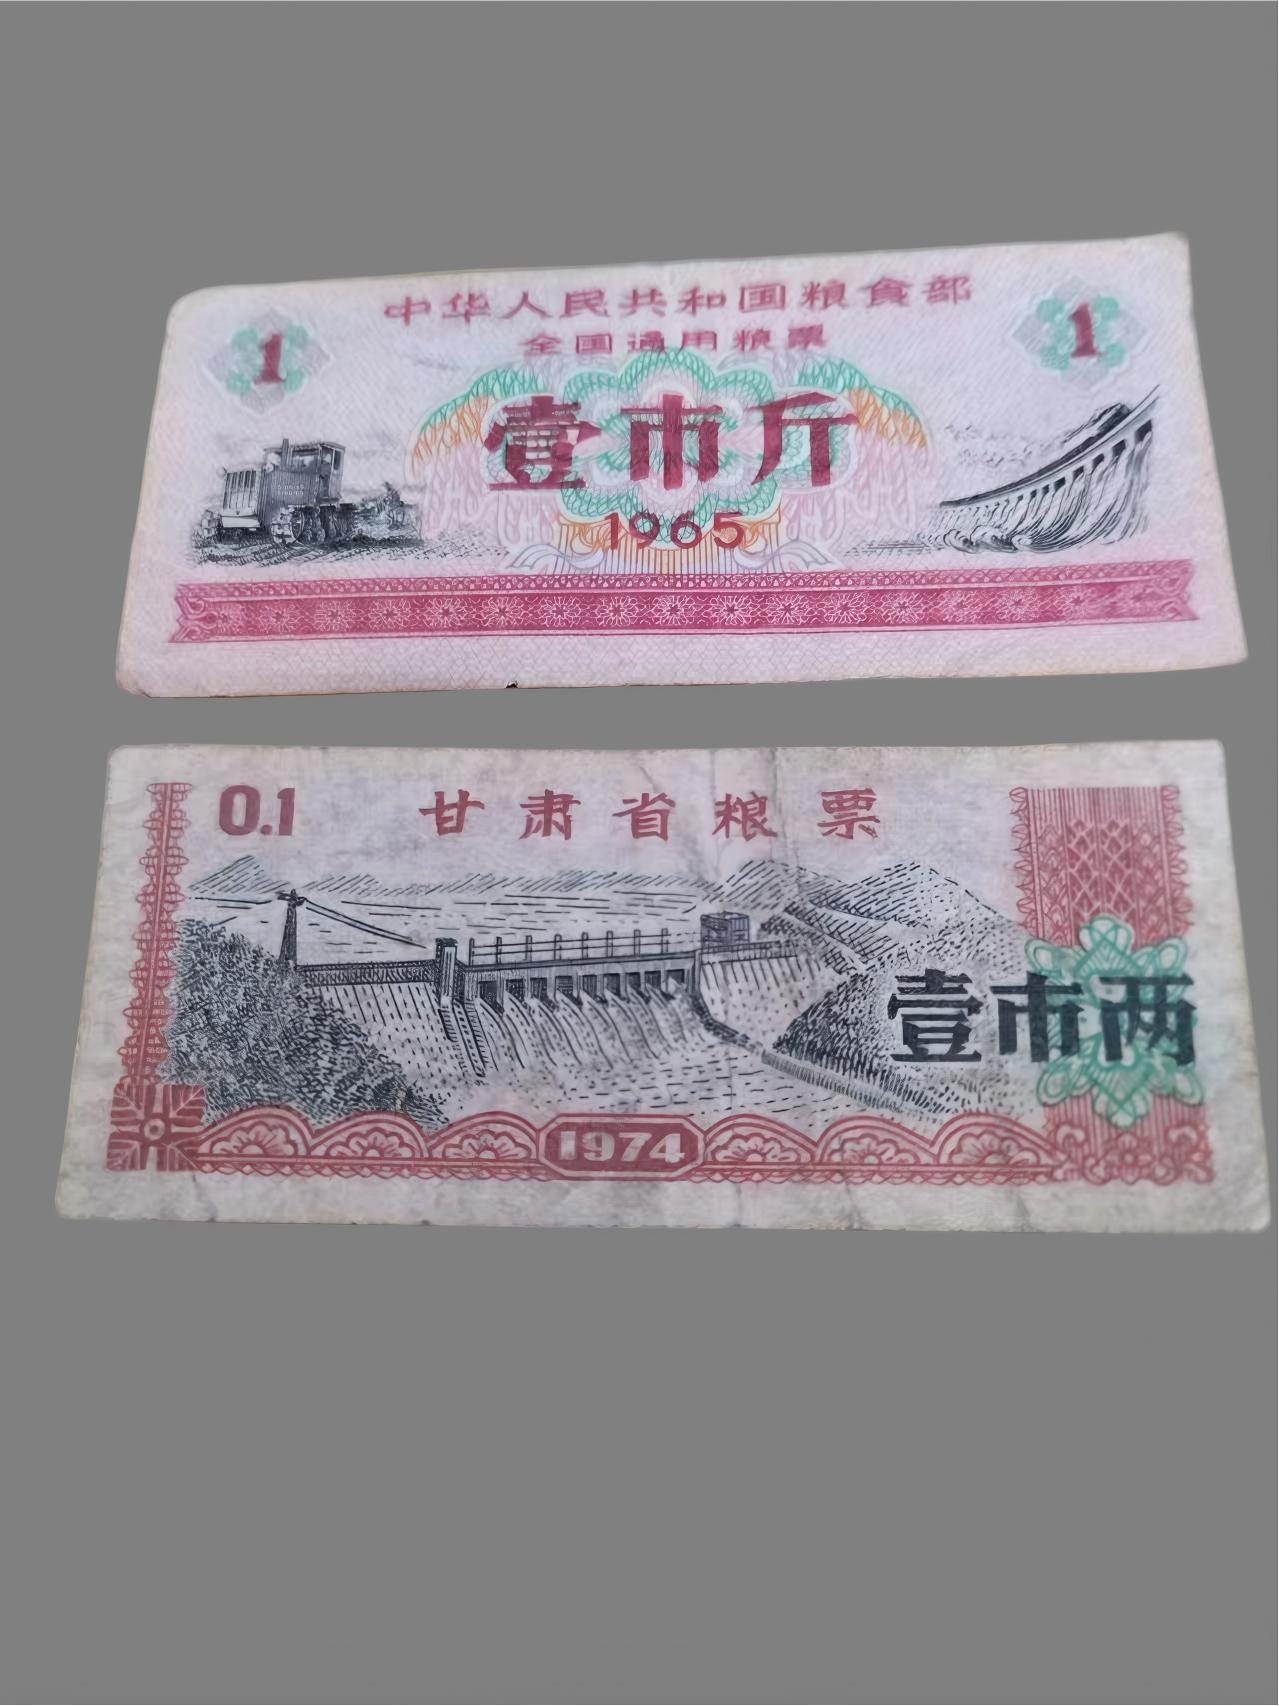 中华人民共和国粮食部
全国通用粮票
1
1
壹市斤
1965
0.1
甘肃省粮票
壹市两
1974